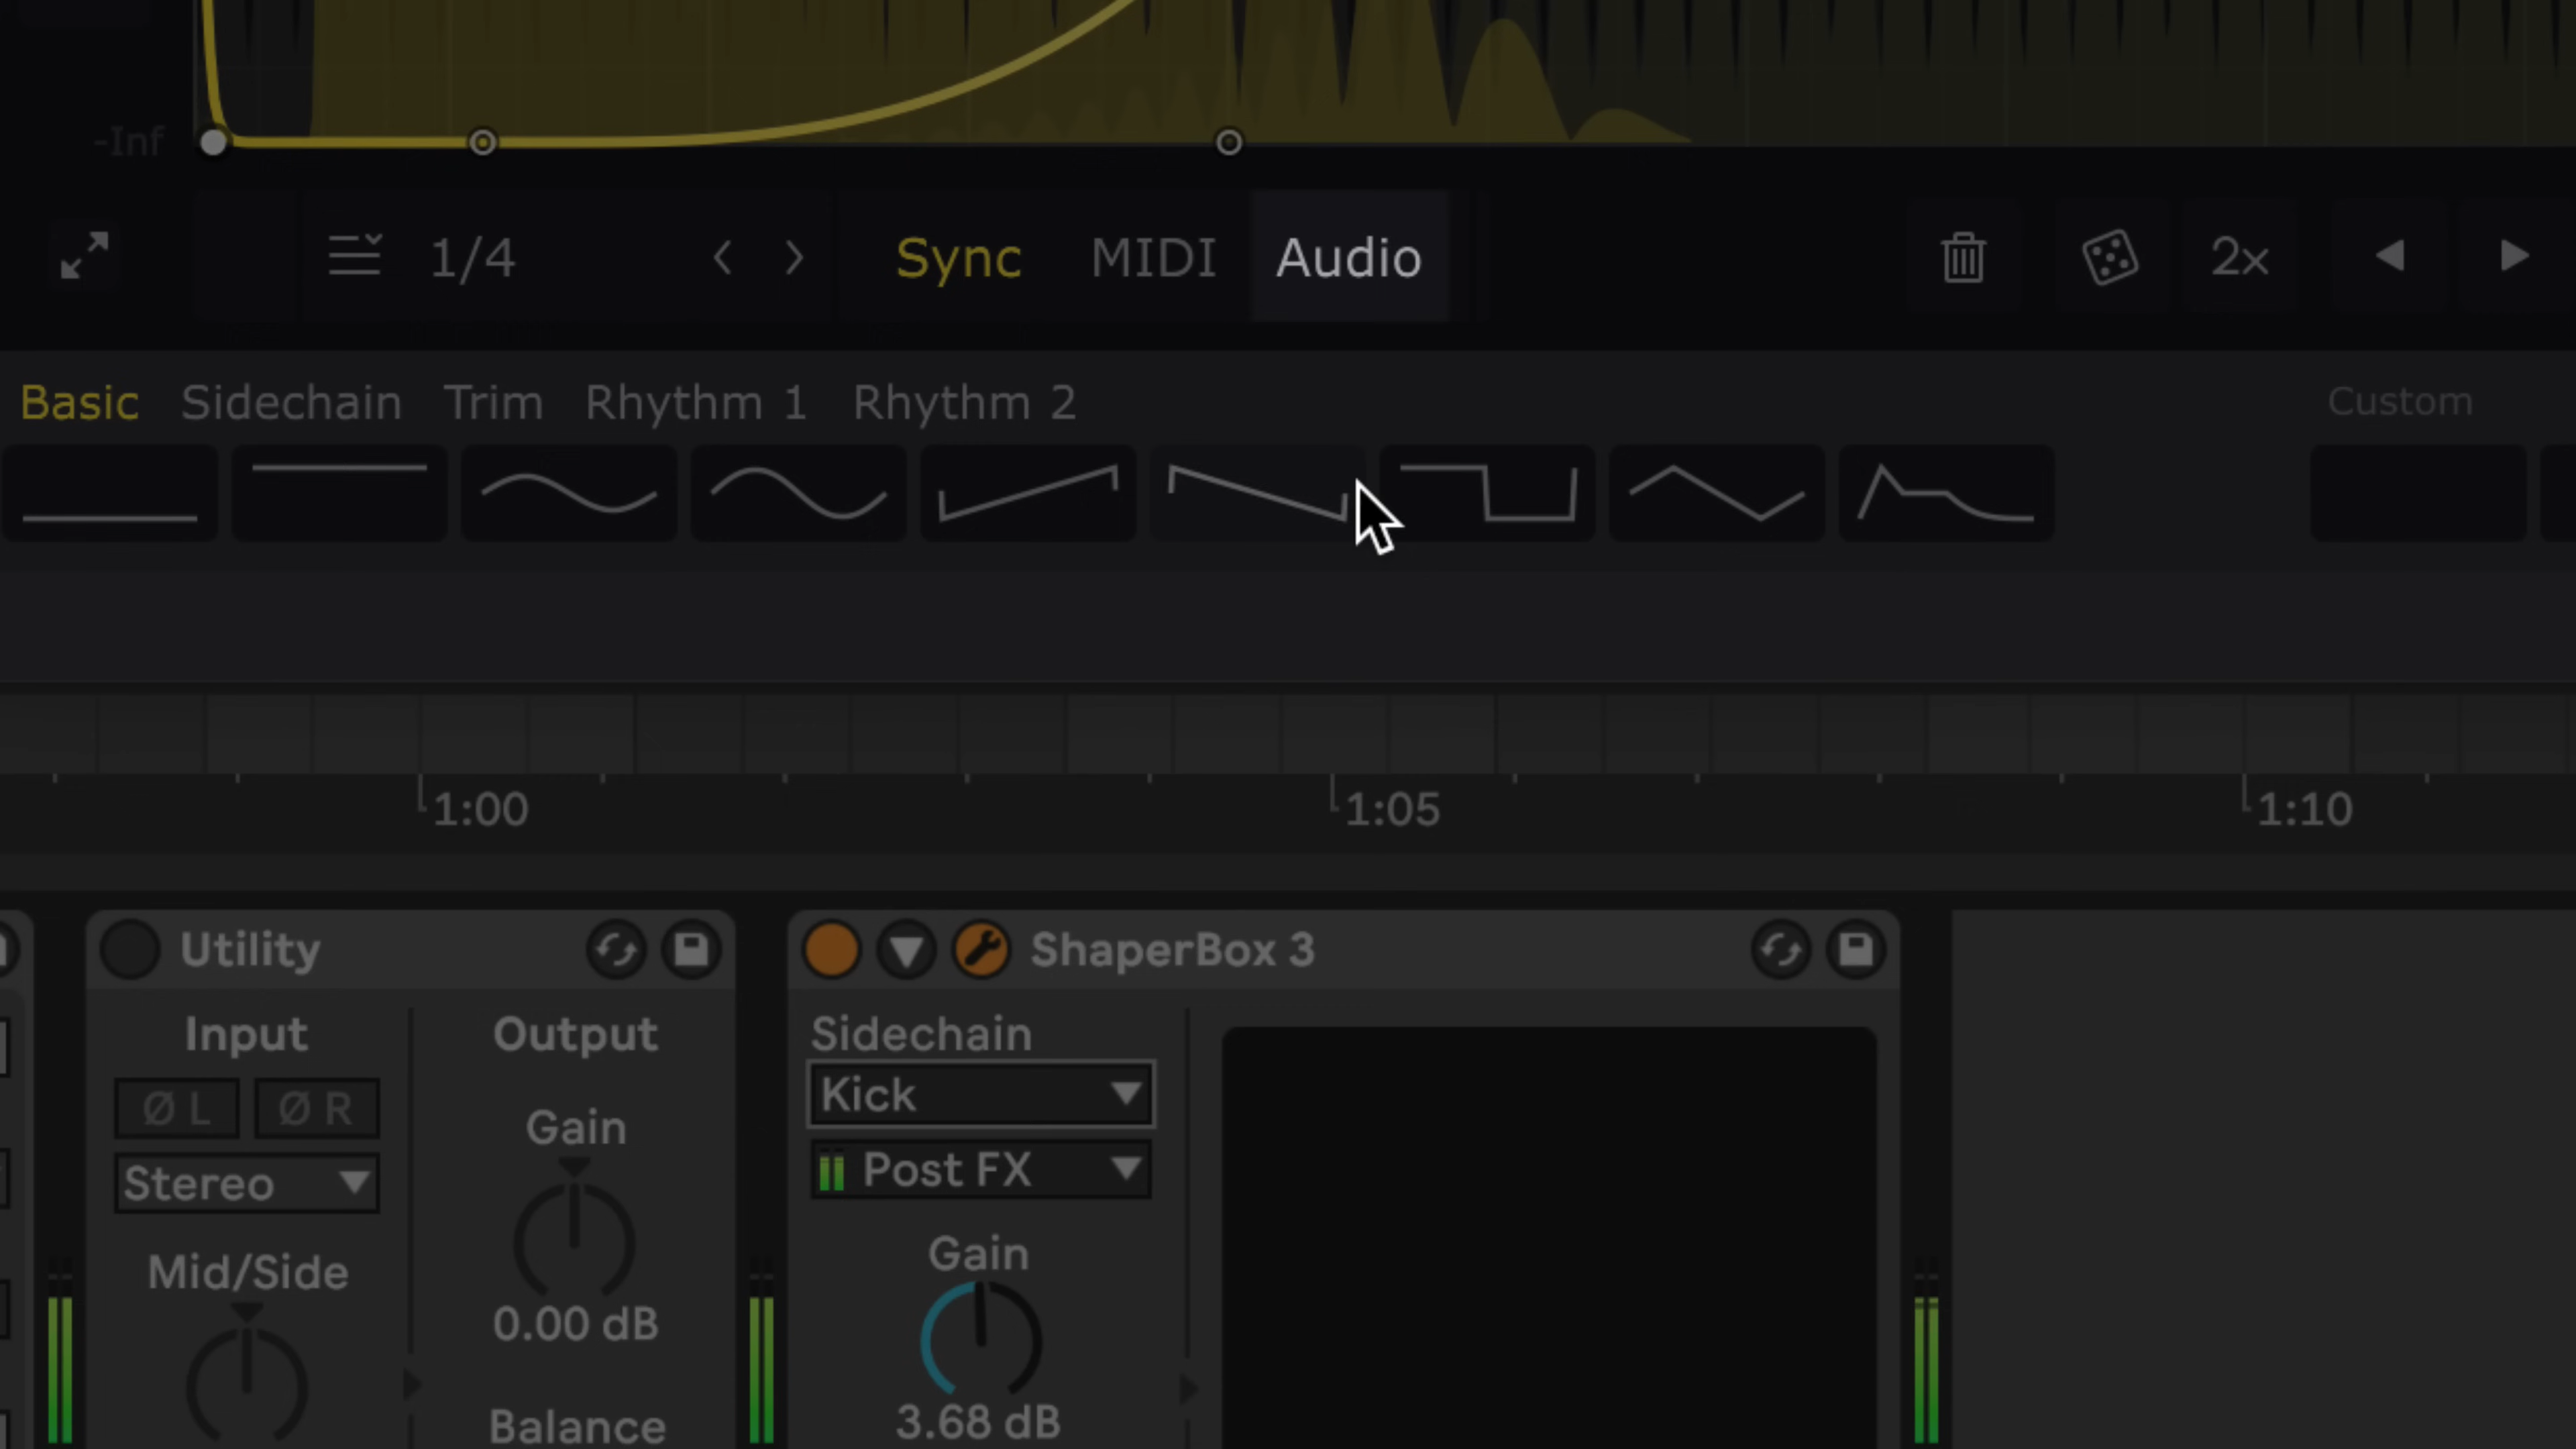 -Inf
1/4 Sync MIDI Audio 2x
Basic Sidechain Trim Rhythm 1 Rhythm 2 Custom
1:00 1:05 1:10
Utility
Input Output
Ø L Ø R
Gain
Stereo
Mid/Side
0.00 dB
Balance
ShaperBox 3
Sidechain
Kick
Post FX
Gain
3.68 dB